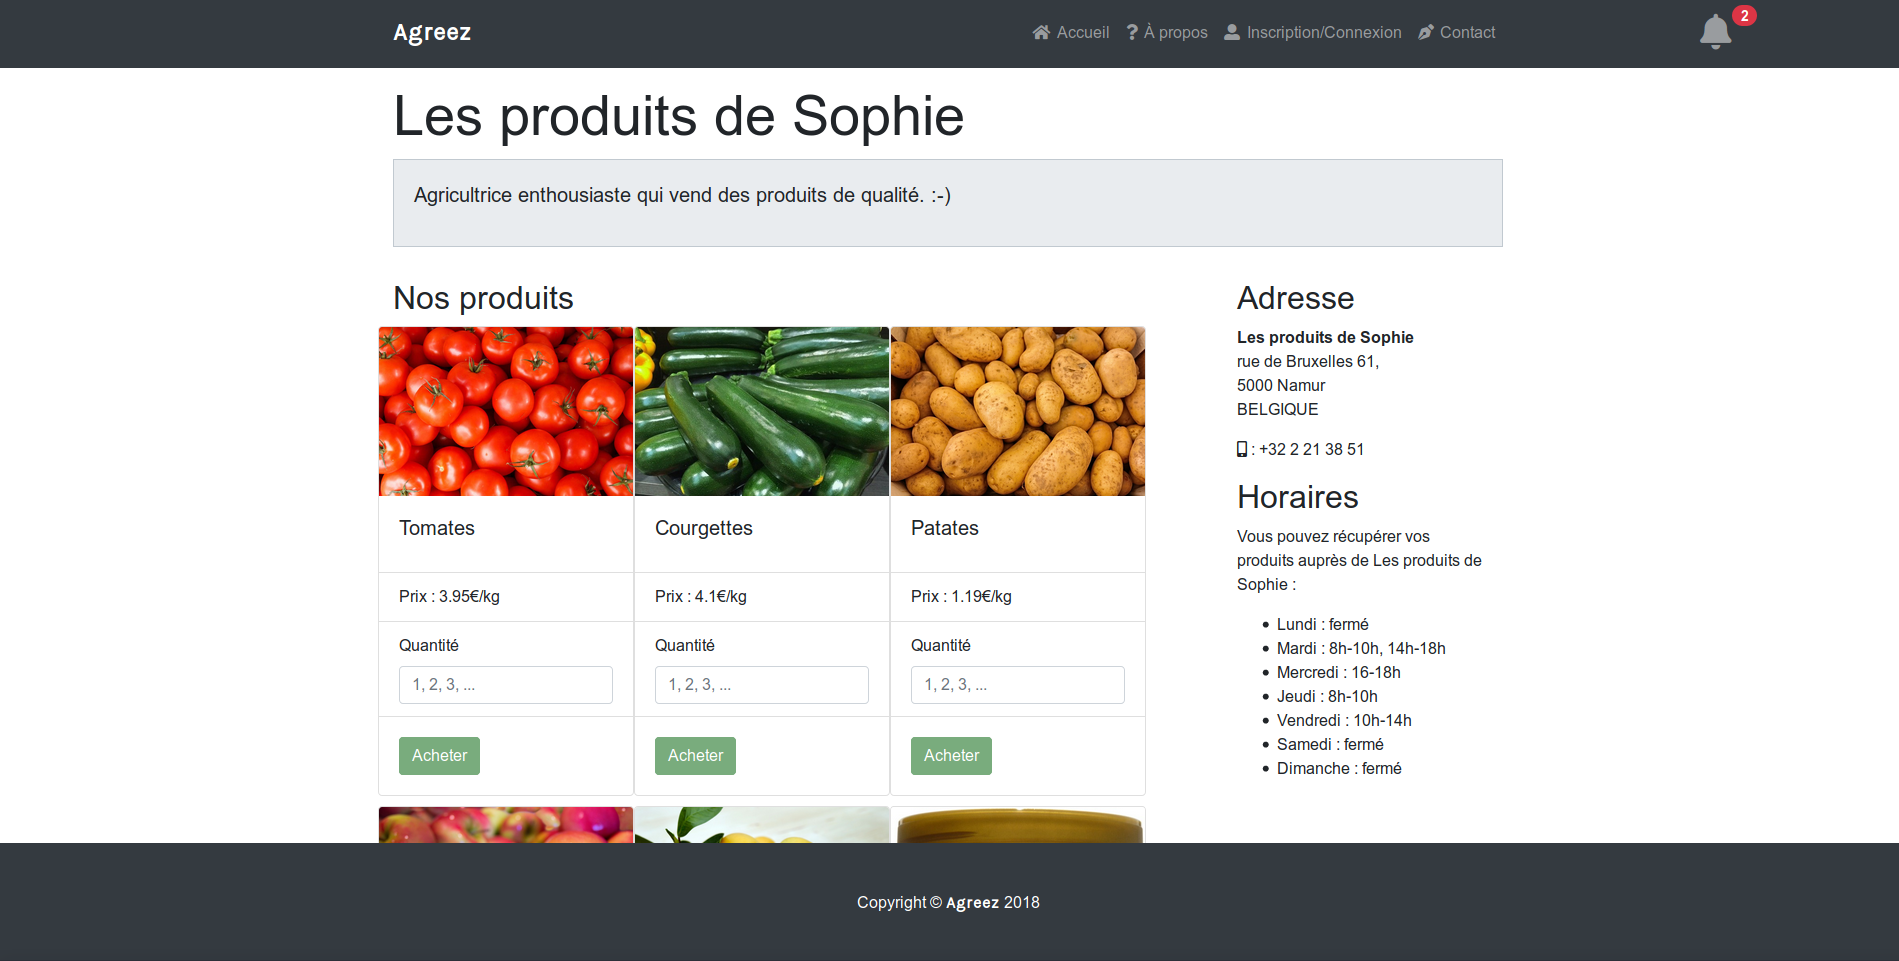 Agreez
Accueil
À propos
Inscription/Connexion
Contact
2
Les produits de Sophie
Agricultrice enthousiaste qui vend des produits de qualité. :-)
Nos produits
Tomates
Prix : 3.95€/kg
Quantité
1, 2, 3, ...
Acheter
Courgettes
Prix : 4.1€/kg
Quantité
1, 2, 3, ...
Acheter
Patates
Prix : 1.19€/kg
Quantité
1, 2, 3, ...
Acheter
Adresse
Les produits de Sophie
rue de Bruxelles 61,
5000 Namur
BELGIQUE
: +32 2 21 38 51
Horaires
Vous pouvez récupérer vos
produits auprès de Les produits de
Sophie :
Lundi : fermé
Mardi : 8h-10h, 14h-18h
Mercredi : 16-18h
Jeudi : 8h-10h
Vendredi : 10h-14h
Samedi : fermé
Dimanche : fermé
Copyright © Agreez 2018